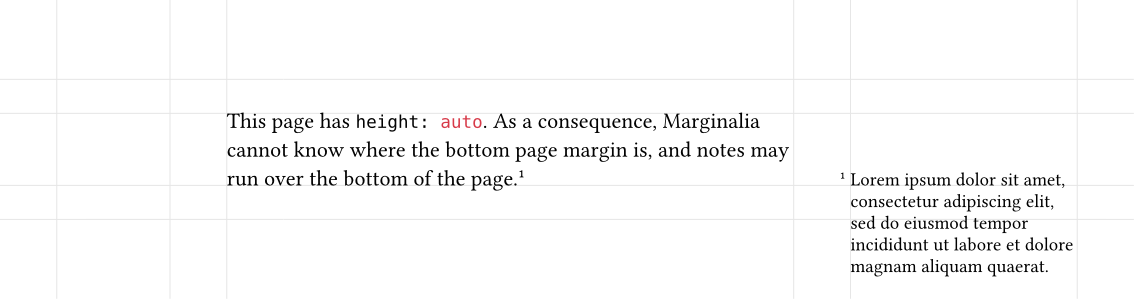 This page has height: auto. As a consequence, Marginalia
cannot know where the bottom page margin is, and notes may
run over the bottom of the page.¹
¹ Lorem ipsum dolor sit amet,
consectetur adipiscing elit,
sed do eiusmod tempor
incididunt ut labore et dolore
magnam aliquam quaerat.